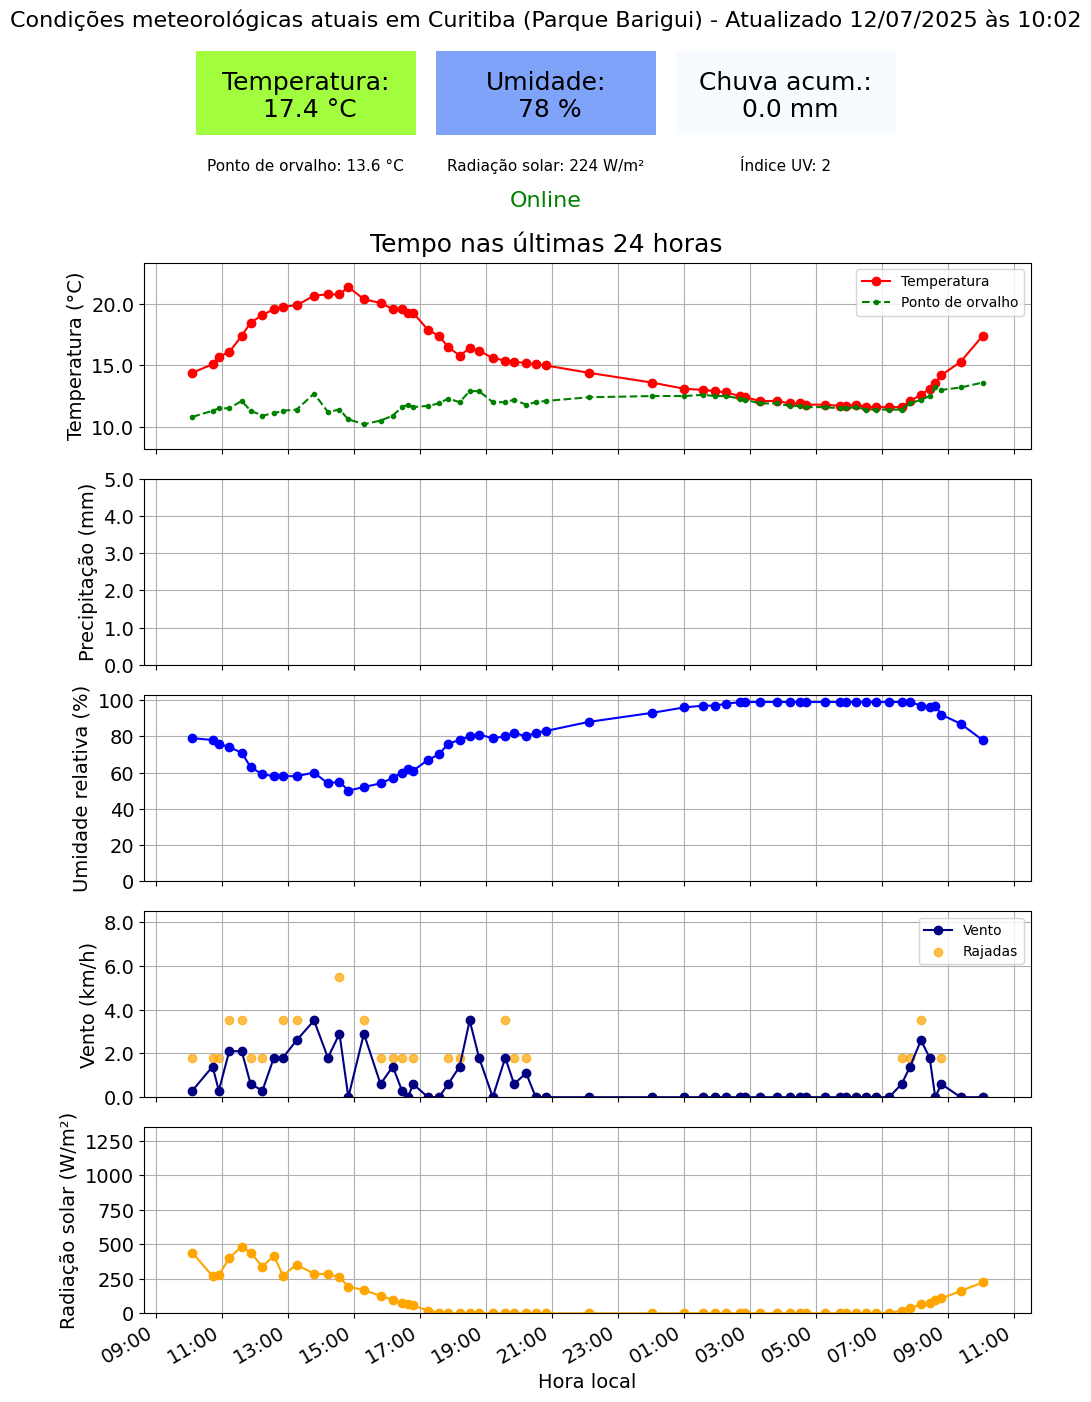 Condições meteorológicas atuais em Curitiba (Parque Barigui) - Atualizado 12/07/2025 às 10:02
Temperatura:
17.4 °C
Umidade:
78 %
Chuva acum.:
0.0 mm
Ponto de orvalho: 13.6 °C
Radiação solar: 224 W/m²
Índice UV: 2
Online
Tempo nas últimas 24 horas
Temperatura (°C)
20.0
15.0
10.0
Temperatura
Ponto de orvalho
Precipitação (mm)
5.0
4.0
3.0
2.0
1.0
0.0
Umidade relativa (%)
100
80
60
40
20
0
Vento (km/h)
8.0
6.0
4.0
2.0
0.0
Vento
Rajadas
Radiação solar (W/m²)
1250
1000
750
500
250
0
09:00
11:00
13:00
15:00
17:00
19:00
21:00
23:00
01:00
03:00
05:00
07:00
09:00
11:00
Hora local